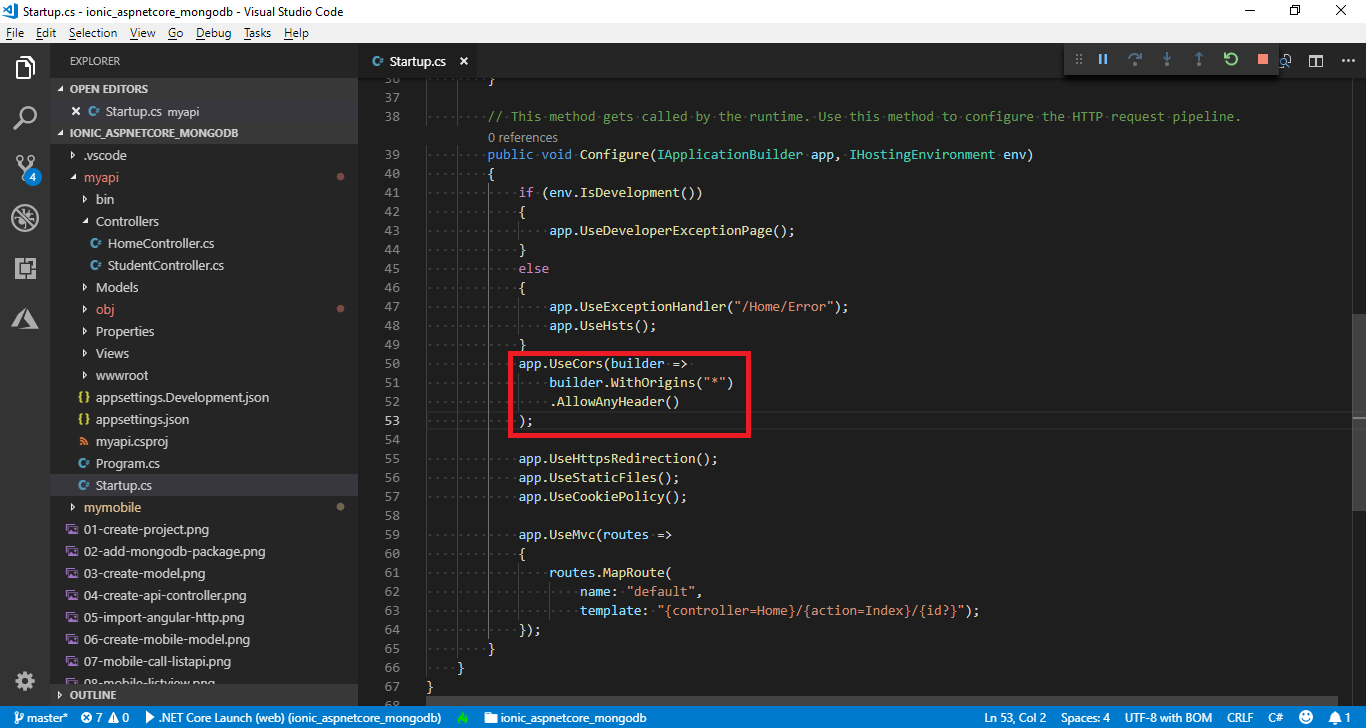 Startup.cs - ionic_aspnetcore_mongodb - Visual Studio Code
File Edit Selection View Go Debug Tasks Help
EXPLORER
OPEN EDITORS
Startup.cs myapi
IONIC_ASPNETCORE_MONGODB
.vscode
myapi
bin
Controllers
HomeController.cs
StudentController.cs
Models
obj
Properties
Views
wwwroot
appsettings.Development.json
appsettings.json
myapi.csproj
Program.cs
Startup.cs
mymobile
01-create-project.png
02-add-mongodb-package.png
03-create-model.png
04-create-api-controller.png
05-import-angular-http.png
06-create-mobile-model.png
07-mobile-call-listapi.png
08-mobile-listview.png
OUTLINE
4
Startup.cs
36 }
37
38 // This method gets called by the runtime. Use this method to configure the HTTP request pipeline.
0 references
39 public void Configure(IApplicationBuilder app, IHostingEnvironment env)
40 {
41 if (env.IsDevelopment())
42 {
43 app.UseDeveloperExceptionPage();
44 }
45 else
46 {
47 app.UseExceptionHandler("/Home/Error");
48 app.UseHsts();
49 }
50 app.UseCors(builder =>
51 builder.WithOrigins("*")
52 .AllowAnyHeader()
53 );
54
55 app.UseHttpsRedirection();
56 app.UseStaticFiles();
57 app.UseCookiePolicy();
58
59 app.UseMvc(routes =>
60 {
61 routes.MapRoute(
62 name: "default",
63 template: "{controller=Home}/{action=Index}/{id?}");
64 });
65 }
66 }
67 }
68
master* 7 0 .NET Core Launch (web) (ionic_aspnetcore_mongodb) ionic_aspnetcore_mongodb Ln 53, Col 2 Spaces: 4 UTF-8 with BOM CRLF C# 1